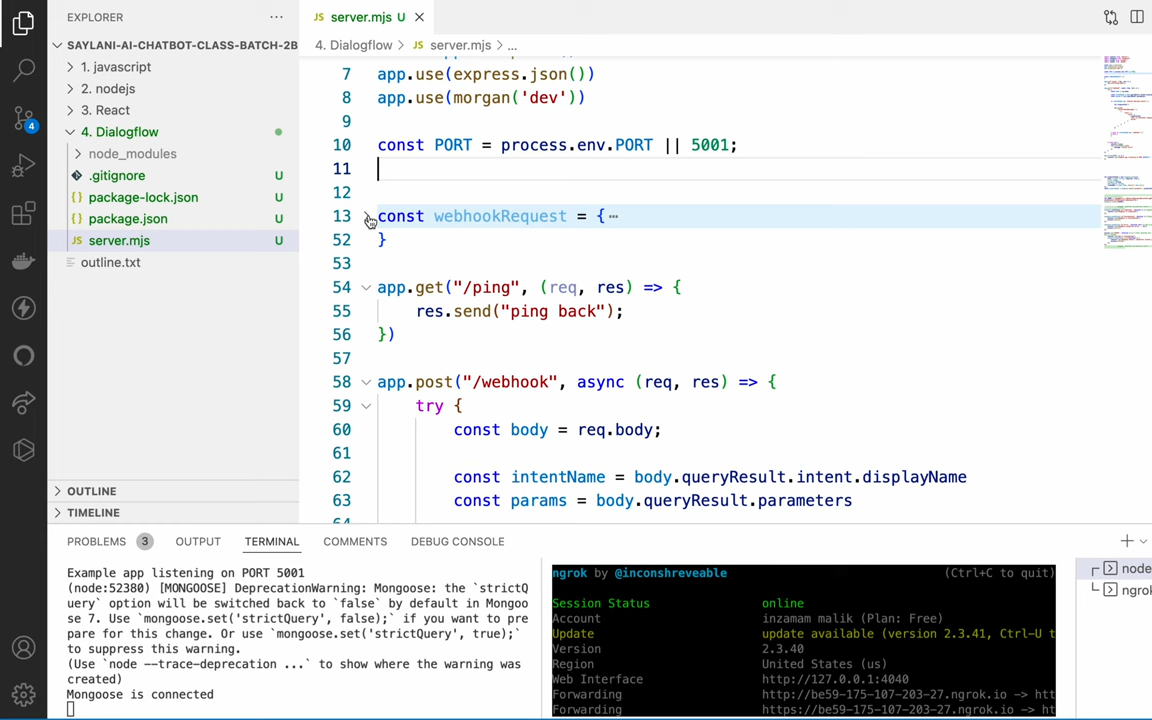 EXPLORER
SAYLANI-AI-CHATBOT-CLASS-BATCH-2B
1. javascript
2. nodejs
3. React
4. Dialogflow
node_modules
.gitignore U
package-lock.json U
package.json U
server.mjs U
outline.txt
OUTLINE
TIMELINE
4
server.mjs U
4. Dialogflow > server.mjs > ...
7 app.use(express.json())
8 app.use(morgan('dev'))
9
10 const PORT = process.env.PORT || 5001;
11
12
13 const webhookRequest = {⋯
52 }
53
54 app.get("/ping", (req, res) => {
55 res.send("ping back");
56 })
57
58 app.post("/webhook", async (req, res) => {
59 try {
60 const body = req.body;
61
62 const intentName = body.queryResult.intent.displayName
63 const params = body.queryResult.parameters
64
PROBLEMS 3 OUTPUT TERMINAL COMMENTS DEBUG CONSOLE
Example app listening on PORT 5001
(node:52380) [MONGOOSE] DeprecationWarning: Mongoose: the `strictQ
uery` option will be switched back to `false` by default in Mongoo
se 7. Use `mongoose.set('strictQuery', false);` if you want to pre
pare for this change. Or use `mongoose.set('strictQuery', true);`
to suppress this warning.
(Use `node --trace-deprecation ...` to show where the warning was
created)
Mongoose is connected
ngrok by @inconshreveable (Ctrl+C to quit)
Session Status online
Account inzamam malik (Plan: Free)
Update update available (version 2.3.41, Ctrl-U t
Version 2.3.40
Region United States (us)
Web Interface http://127.0.0.1:4040
Forwarding http://be59-175-107-203-27.ngrok.io -> htt
Forwarding https://be59-175-107-203-27.ngrok.io -> ht
node
ngrok